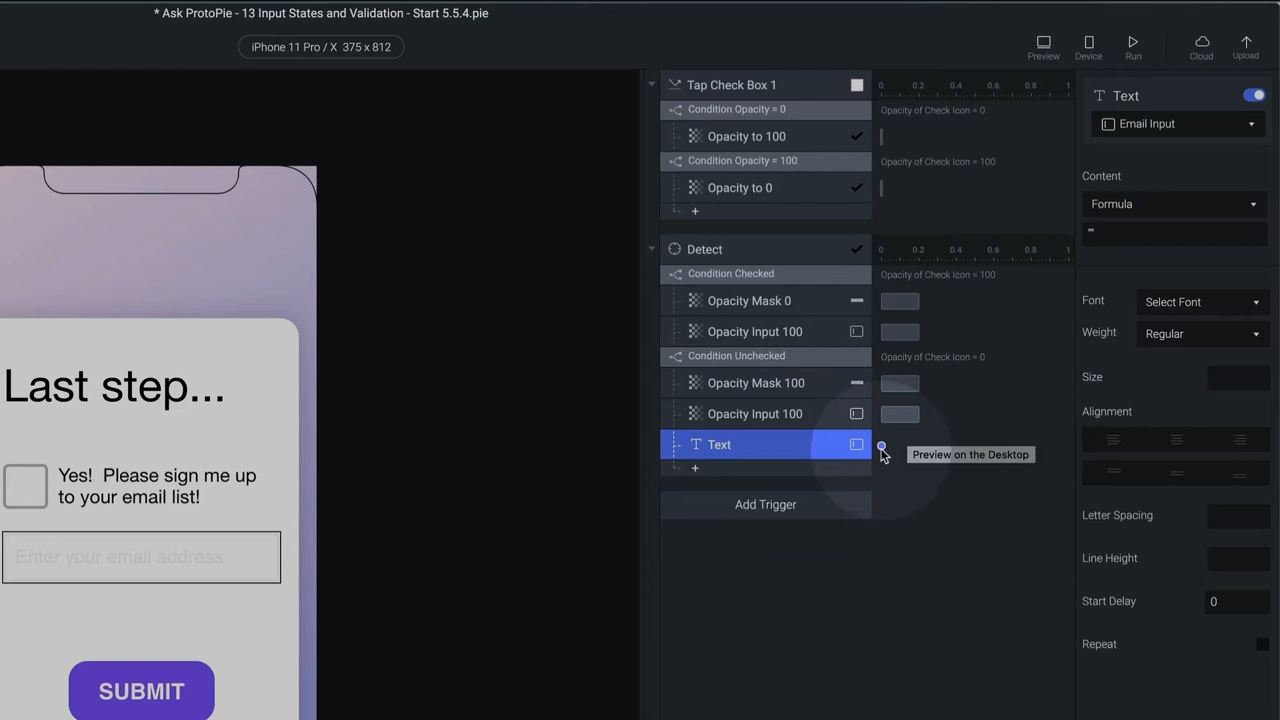 * Ask ProtoPie - 13 Input States and Validation - Start 5.5.4.pie
iPhone 11 Pro / X 375 x 812
Preview
Device
Run
Cloud
Upload
Tap Check Box 1
0 0.2 0.4 0.6 0.8 1
Condition Opacity = 0
Opacity of Check Icon = 0
Opacity to 100
Condition Opacity = 100
Opacity of Check Icon = 100
Opacity to 0
+
Detect
0 0.2 0.4 0.6 0.8 1
Condition Checked
Opacity of Check Icon = 100
Opacity Mask 0
Opacity Input 100
Condition Unchecked
Opacity of Check Icon = 0
Opacity Mask 100
Opacity Input 100
Text
Preview on the Desktop
+
Add Trigger
Text
Email Input
Content
Formula
""
Font
Select Font
Weight
Regular
Size
Alignment
Letter Spacing
Line Height
Start Delay
0
Repeat
Last step...
Yes! Please sign me up
to your email list!
Enter your email address
SUBMIT